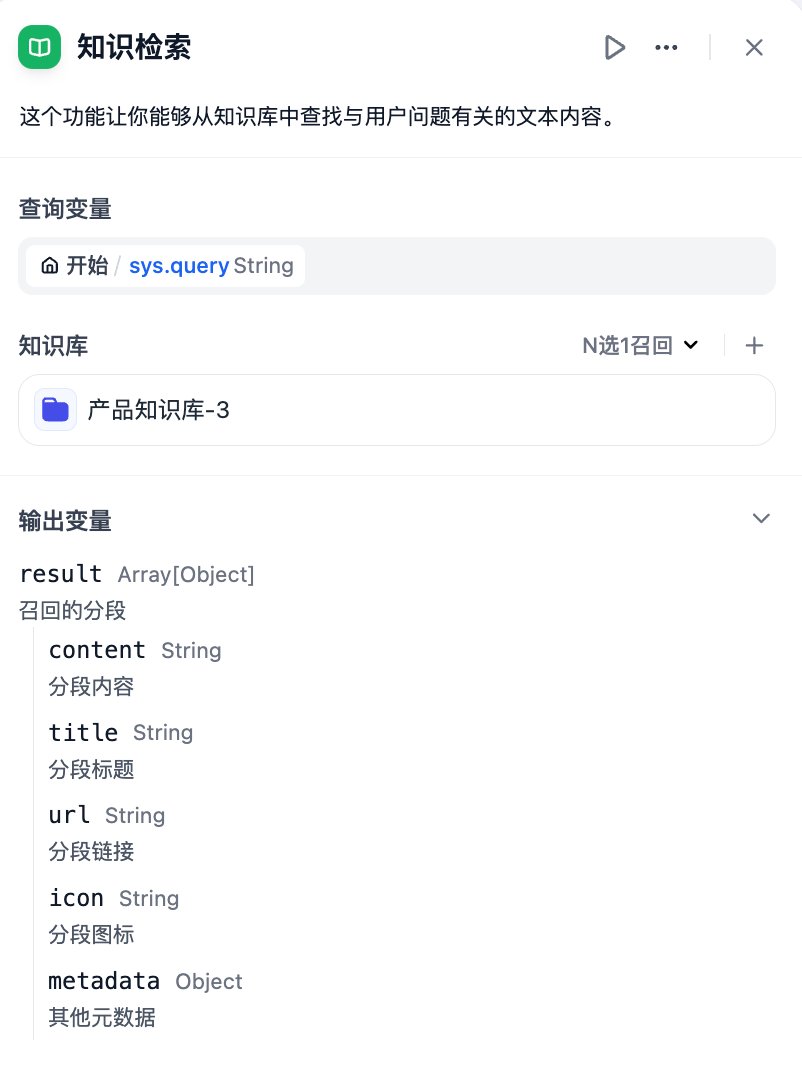 知识检索
这个功能让你能够从知识库中查找与用户问题有关的文本内容。
查询变量
开始 / sys.query String
知识库 N选1召回
产品知识库-3
输出变量
result Array[Object]
召回的分段
content String
分段内容
title String
分段标题
url String
分段链接
icon String
分段图标
metadata Object
其他元数据